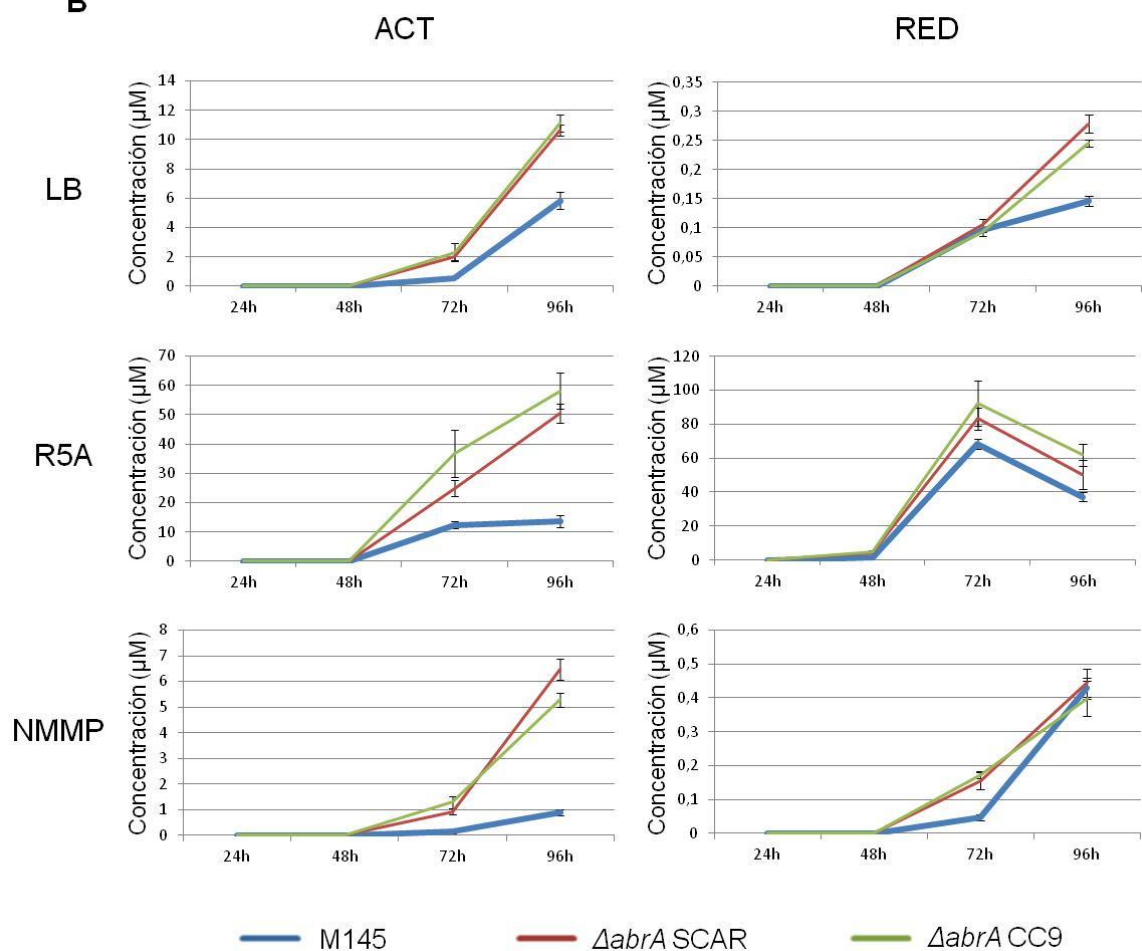 B
ACT
RED
LB
Concentración (µM)
14
12
10
8
6
4
2
0
24h 48h 72h 96h
Concentración (µM)
0,35
0,3
0,25
0,2
0,15
0,1
0,05
0
24h 48h 72h 96h
R5A
Concentración (µM)
70
60
50
40
30
20
10
0
24h 48h 72h 96h
Concentración (µM)
120
100
80
60
40
20
0
24h 48h 72h 96h
NMMP
Concentración (µM)
8
7
6
5
4
3
2
1
0
24h 48h 72h 96h
Concentración (µM)
0,6
0,5
0,4
0,3
0,2
0,1
0
24h 48h 72h 96h
M145 ΔabrA SCAR ΔabrA CC9